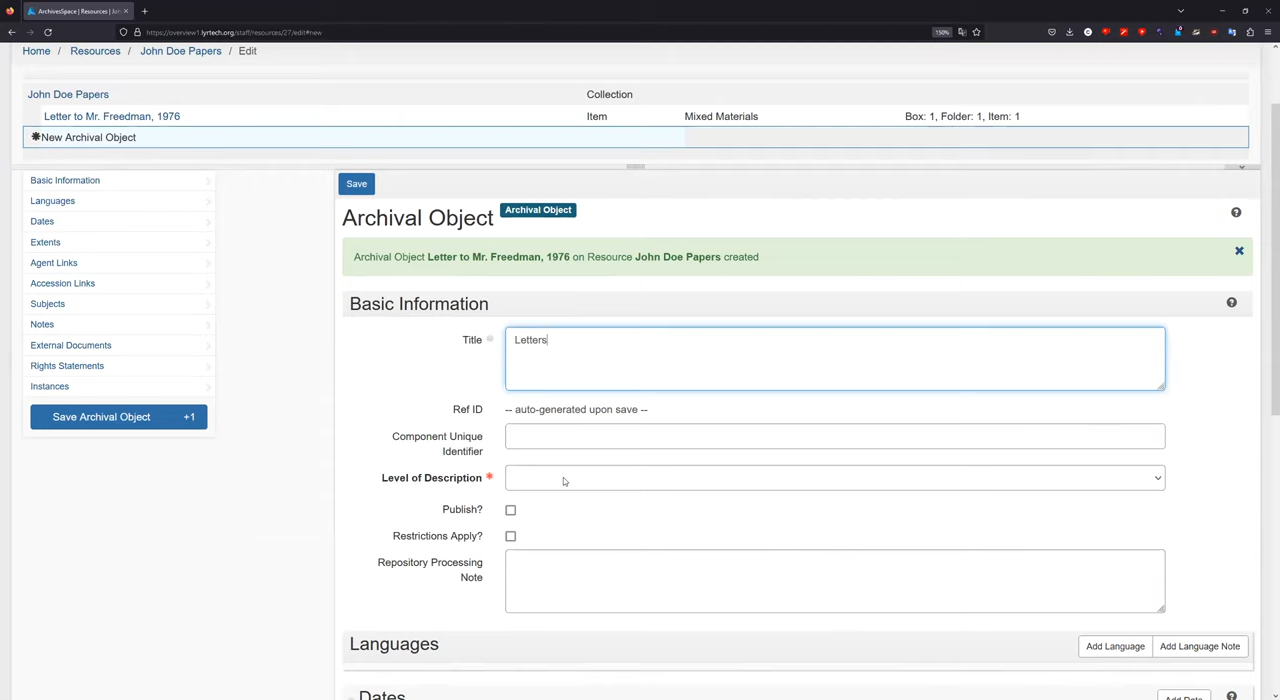 ArchivesSpace | Resources | Joh
https://overview1.lyrtech.org/staff/resources/27/edit#new
150%
Home / Resources / John Doe Papers / Edit
John Doe Papers Collection
Letter to Mr. Freedman, 1976 Item Mixed Materials Box: 1, Folder: 1, Item: 1
✱New Archival Object
Basic Information
Languages
Dates
Extents
Agent Links
Accession Links
Subjects
Notes
External Documents
Rights Statements
Instances
Save Archival Object +1
Save
Archival Object Archival Object
Archival Object Letter to Mr. Freedman, 1976 on Resource John Doe Papers created
Basic Information
Title Letters
Ref ID -- auto-generated upon save --
Component Unique
Identifier
Level of Description *
Publish?
Restrictions Apply?
Repository Processing
Note
Languages Add Language Add Language Note
Dates Add Date